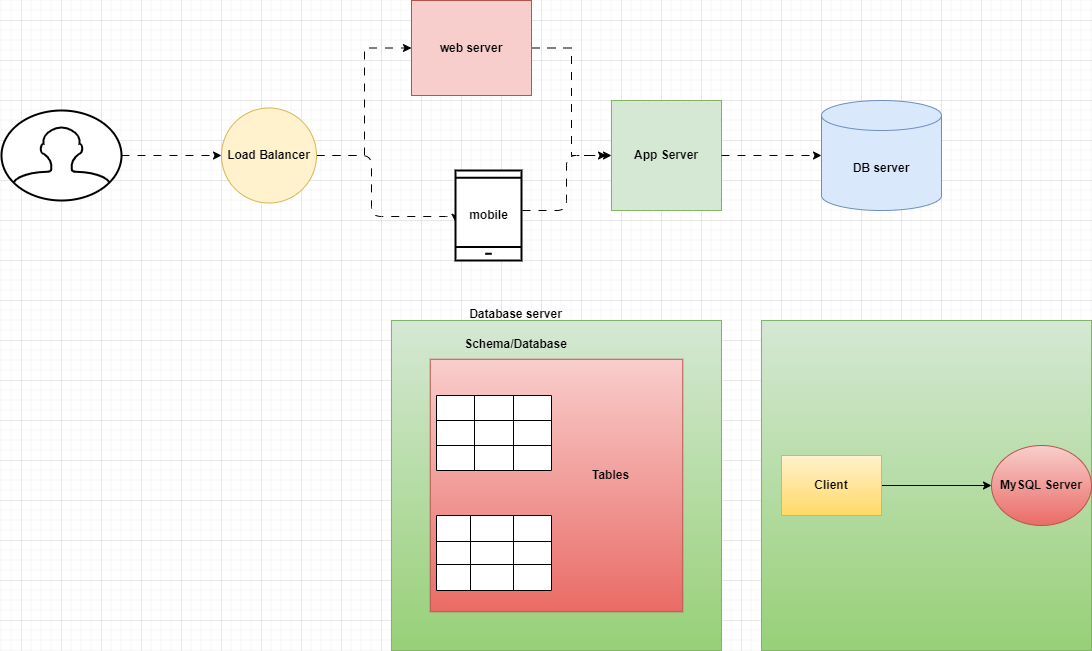 web server
Load Balancer
App Server
DB server
mobile
Database server
Schema/Database
Tables
Client
MySQL Server